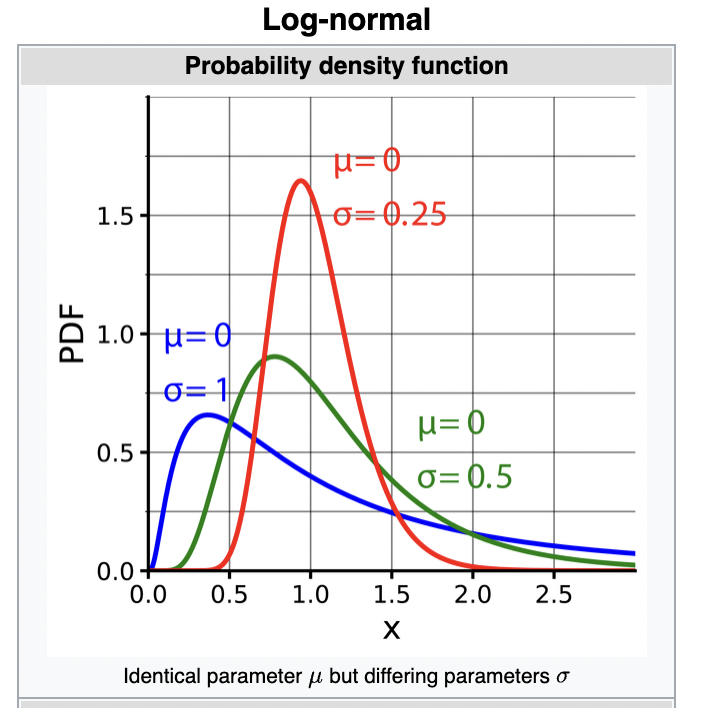 Log-normal
Probability density function
μ=0
σ=0.25
μ=0
σ=1
μ=0
σ=0.5
PDF
1.5
1.0
0.5
0.0
0.0 0.5 1.0 1.5 2.0 2.5
x
Identical parameter μ but differing parameters σ